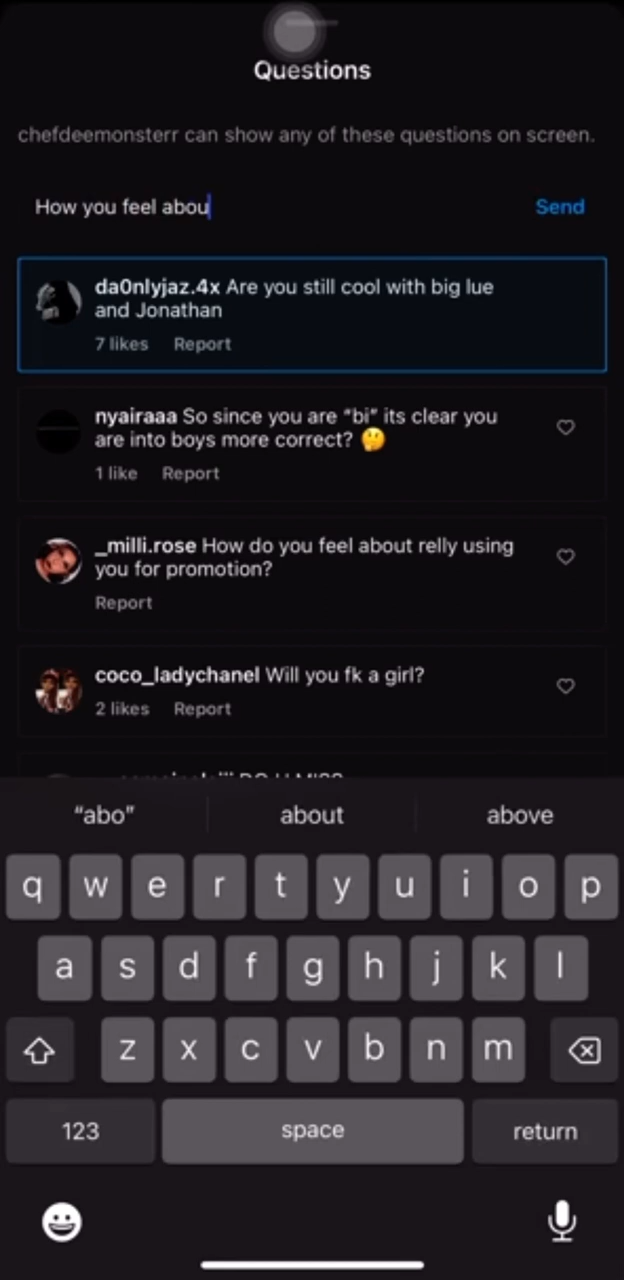 Questions
chefdeemonsterr can show any of these questions on screen.
How you feel abou
Send
da0nlyjaz.4x Are you still cool with big lue
and Jonathan
7 likes Report
nyairaaa So since you are “bi” its clear you
are into boys more correct? 🤔
1 like Report
_milli.rose How do you feel about relly using
you for promotion?
Report
coco_ladychanel Will you fk a girl?
2 likes Report
“abo” about above
q w e r t y u i o p
a s d f g h j k l
z x c v b n m
123 space return